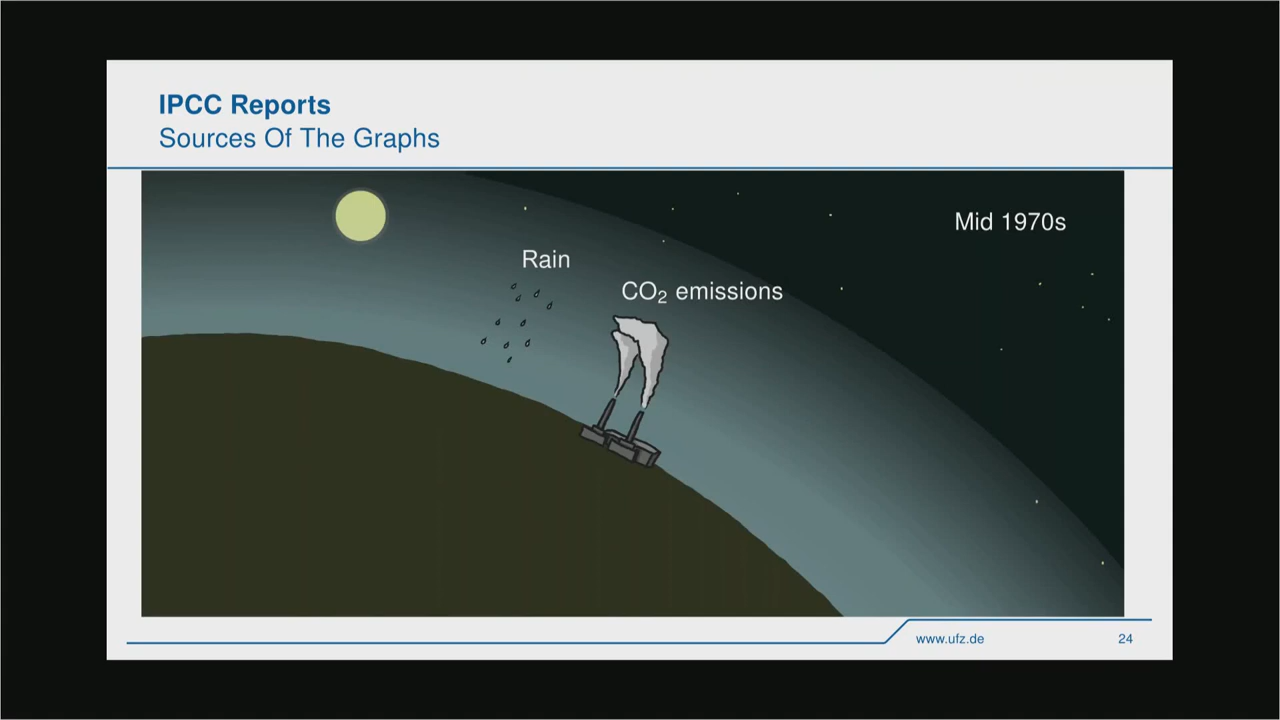 IPCC Reports
Sources Of The Graphs
Mid 1970s
Rain
CO₂ emissions
www.ufz.de
24